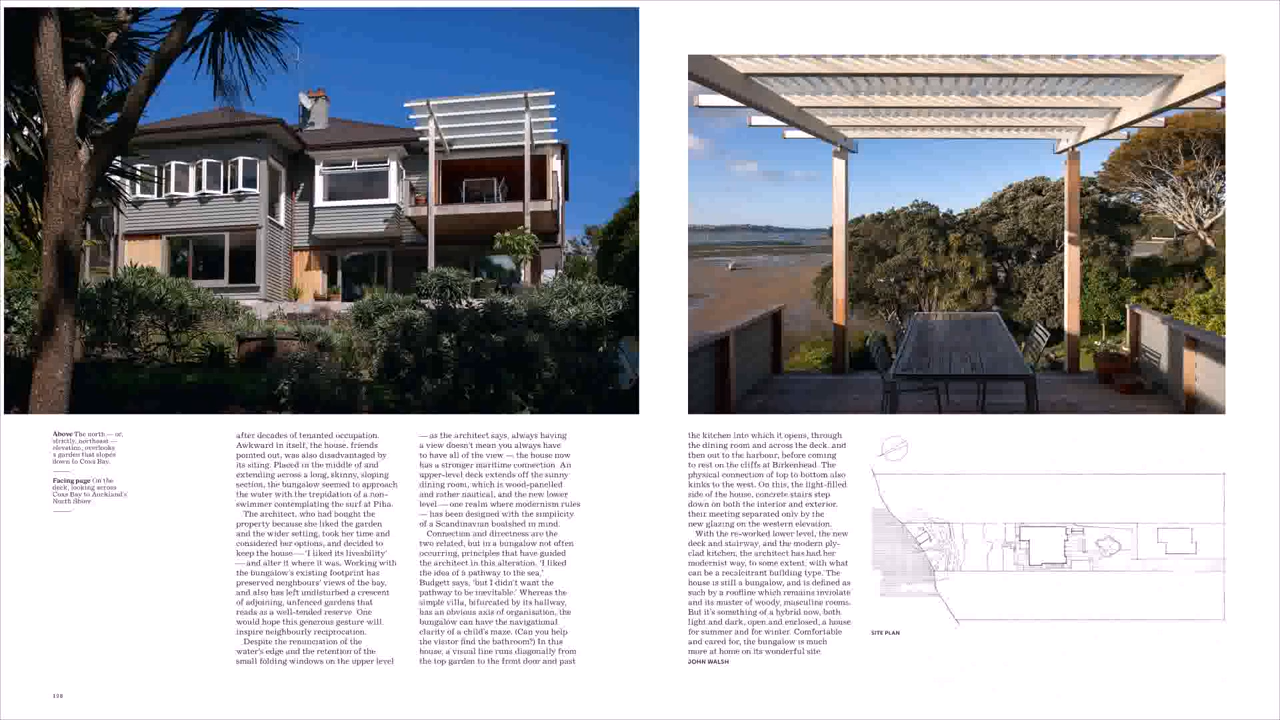 Above The north — or,
strictly, northeast —
elevation, overlooks
a garden that slopes
down to Coxs Bay.
Facing page On the
deck, looking across
Coxs Bay to Auckland's
North Shore
after decades of tenanted occupation.
Awkward in itself, the house, friends
pointed out, was also disadvantaged by
its siting. Placed in the middle of and
extending across a long, skinny, sloping
section, the bungalow seemed to approach
the water with the trepidation of a non-
swimmer contemplating the surf at Piha.
The architect, who had bought the
property because she liked the garden
and the wider setting, took her time and
considered her options, and decided to
keep the house — 'I liked its liveability'
— and alter it where it was. Working with
the bungalow's existing footprint has
preserved neighbours' views of the bay,
and also has left undisturbed a crescent
of adjoining, unfenced gardens that
reads as a well-tended reserve. One
would hope this generous gesture will
inspire neighbourly reciprocation.
Despite the renunciation of the
water's edge and the retention of the
small folding windows on the upper level
— as the architect says, always having
a view doesn't mean you always have
to have all of the view — the house now
has a stronger maritime connection. An
upper-level deck extends off the sunny
dining room, which is wood-panelled
and rather nautical, and the new lower
level — one realm where modernism rules
— has been designed with the simplicity
of a Scandinavian boatshed in mind.
Connection and directness are the
two related, but in a bungalow not often
occurring, principles that have guided
the architect in this alteration. 'I liked
the idea of a pathway to the sea,'
Budgett says, 'but I didn't want the
pathway to be inevitable.' Whereas the
simple villa, bifurcated by its hallway,
has an obvious axis of organisation, the
bungalow can have the navigational
clarity of a child's maze. (Can you help
the visitor find the bathroom?) In this
house, a visual line runs diagonally from
the top garden to the front door and past
the kitchen into which it opens, through
the dining room and across the deck, and
then out to the harbour, before coming
to rest on the cliffs at Birkenhead. The
physical connection of top to bottom also
kinks to the west. On this, the light-filled
side of the house, concrete stairs step
down on both the interior and exterior,
their meeting separated only by the
new glazing on the western elevation.
With the re-worked lower level, the new
deck and stairway, and the modern ply-
clad kitchen, the architect has had her
modernist way, to some extent, with what
can be a recalcitrant building type. The
house is still a bungalow, and is defined as
such by a roofline which remains inviolate
and its muster of woody, masculine rooms.
But it's something of a hybrid now, both
light and dark, open and enclosed, a house
for summer and for winter. Comfortable
and cared for, the bungalow is much
more at home on its wonderful site.
JOHN WALSH
SITE PLAN
198